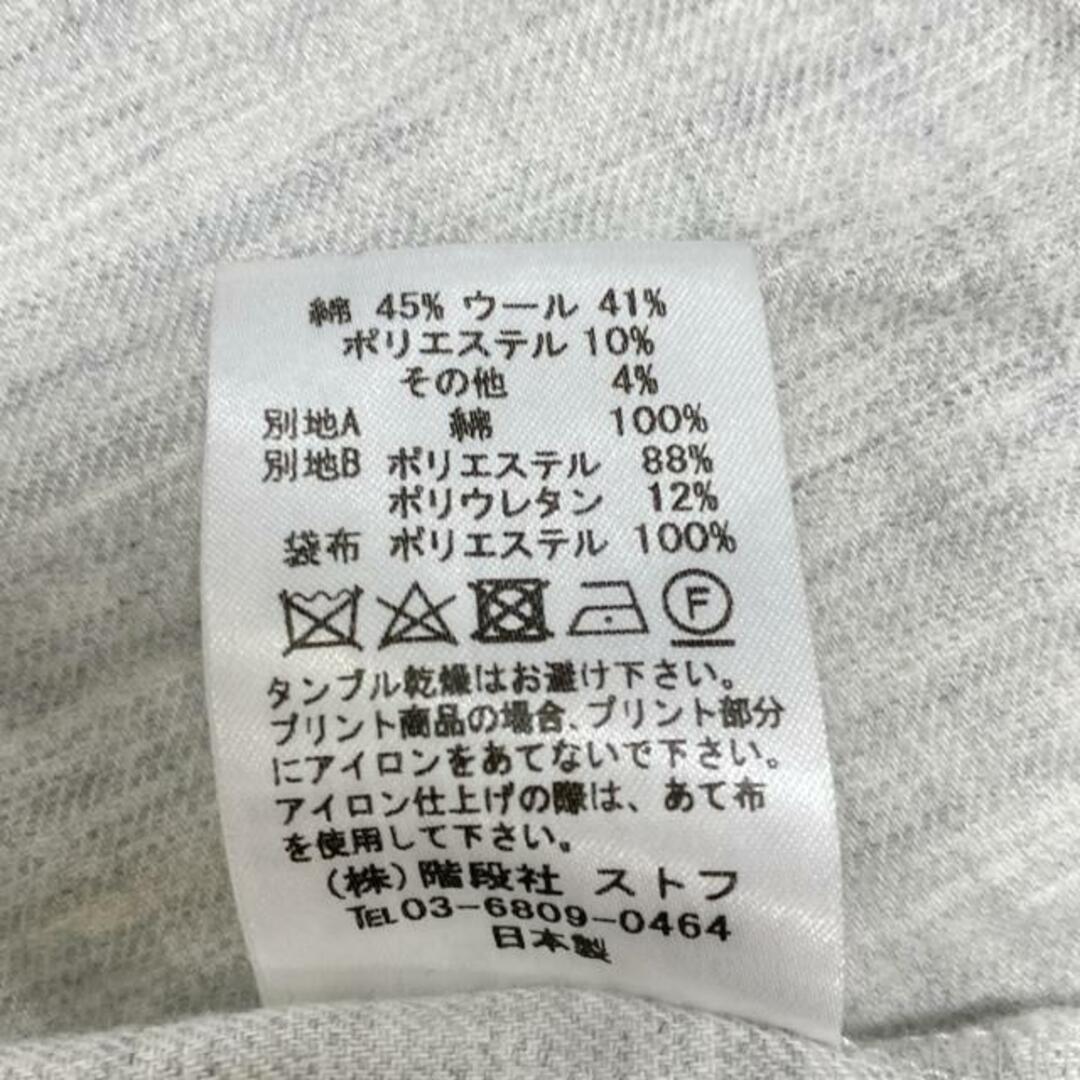 綿 45% ウール 41%
ポリエステル 10%
その他 4%
別地A 綿 100%
別地B ポリエステル 88%
ポリウレタン 12%
袋布 ポリエステル 100%
F
タンブル乾燥はお避け下さい。
プリント商品の場合、プリント部分
にアイロンをあてないで下さい。
アイロン仕上げの際は、あて布
を使用して下さい。
(株)階段社 ストフ
TEL03-6809-0464
日本製